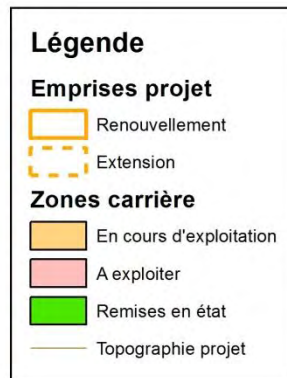 Légende
Emprises projet
Renouvellement
Extension
Zones carrière
En cours d'exploitation
A exploiter
Remises en état
Topographie projet